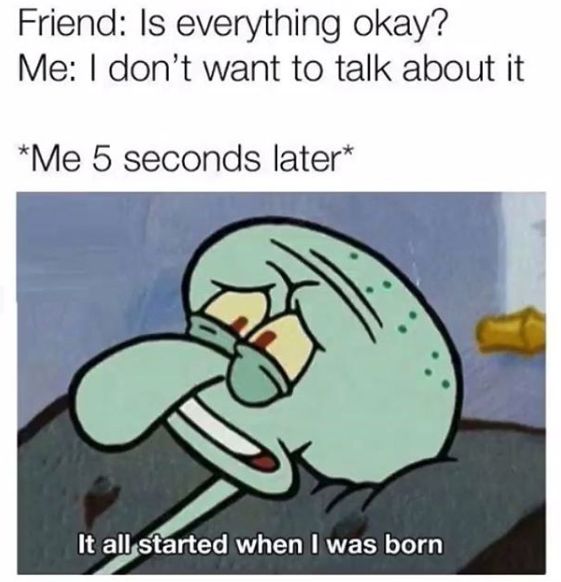 Friend: Is everything okay?
Me: I don’t want to talk about it
*Me 5 seconds later*
It all started when I was born